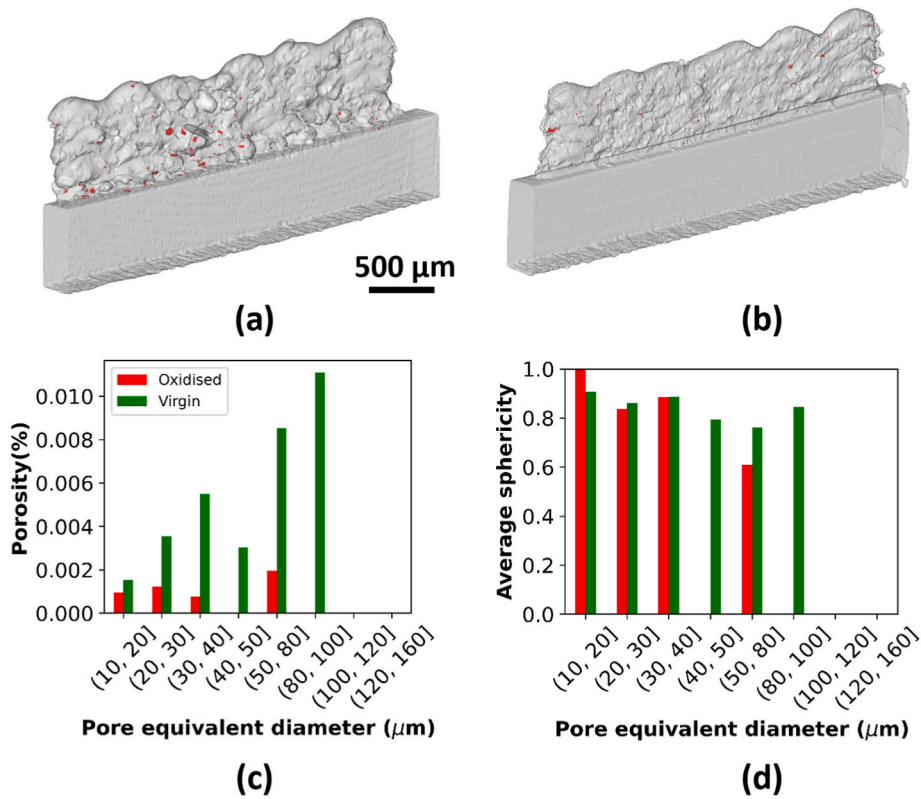 500 μm
(a)
(b)
Porosity(%)
0.010
0.008
0.006
0.004
0.002
0.000
Oxidised
Virgin
(10, 20]
(20, 30]
(30, 40]
(40, 50]
(50, 80]
(80, 100]
(100, 120]
(120, 160]
Pore equivalent diameter (μm)
(c)
Average sphericity
1.0
0.8
0.6
0.4
0.2
0.0
(10, 20]
(20, 30]
(30, 40]
(40, 50]
(50, 80]
(80, 100]
(100, 120]
(120, 160]
Pore equivalent diameter (μm)
(d)